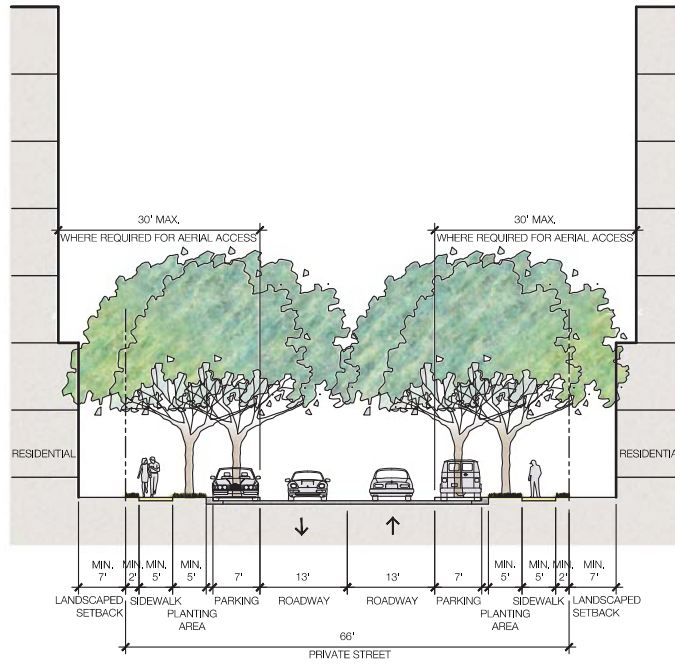 30' MAX.
WHERE REQUIRED FOR AERIAL ACCESS
30' MAX.
WHERE REQUIRED FOR AERIAL ACCESS
RESIDENTIAL
RESIDENTIAL
MIN. MIN. MIN. MIN. MIN. MIN. MIN. MIN.
7' 2' 5' 5' 7' 13' 13' 7' 5' 5' 2' 7'
LANDSCAPED SETBACK
SIDEWALK
PLANTING AREA
PARKING
ROADWAY
ROADWAY
PARKING
PLANTING AREA
SIDEWALK
LANDSCAPED SETBACK
66'
PRIVATE STREET